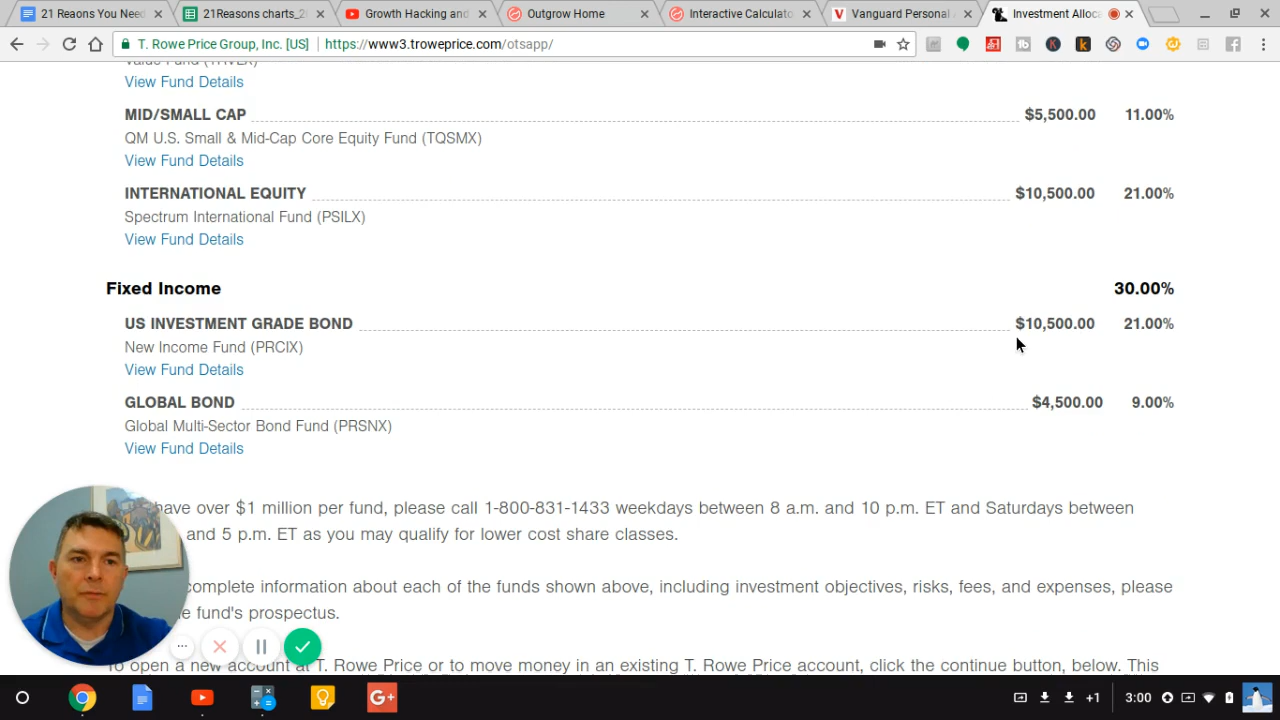 21 Reaons You Need
21Reasons charts_2
Growth Hacking and
Outgrow Home
Interactive Calculato
Vanguard Personal
Investment Alloca
T. Rowe Price Group, Inc. [US]
https://www3.troweprice.com/otsapp/
Value Fund (TRVLX)
View Fund Details
MID/SMALL CAP $5,500.00 11.00%
QM U.S. Small & Mid-Cap Core Equity Fund (TQSMX)
View Fund Details
INTERNATIONAL EQUITY $10,500.00 21.00%
Spectrum International Fund (PSILX)
View Fund Details
Fixed Income 30.00%
US INVESTMENT GRADE BOND $10,500.00 21.00%
New Income Fund (PRCIX)
View Fund Details
GLOBAL BOND $4,500.00 9.00%
Global Multi-Sector Bond Fund (PRSNX)
View Fund Details
have over $1 million per fund, please call 1-800-831-1433 weekdays between 8 a.m. and 10 p.m. ET and Saturdays between
and 5 p.m. ET as you may qualify for lower cost share classes.
complete information about each of the funds shown above, including investment objectives, risks, fees, and expenses, please
fund's prospectus.
To open a new account at T. Rowe Price or to move money in an existing T. Rowe Price account, click the continue button, below. This
+1 3:00